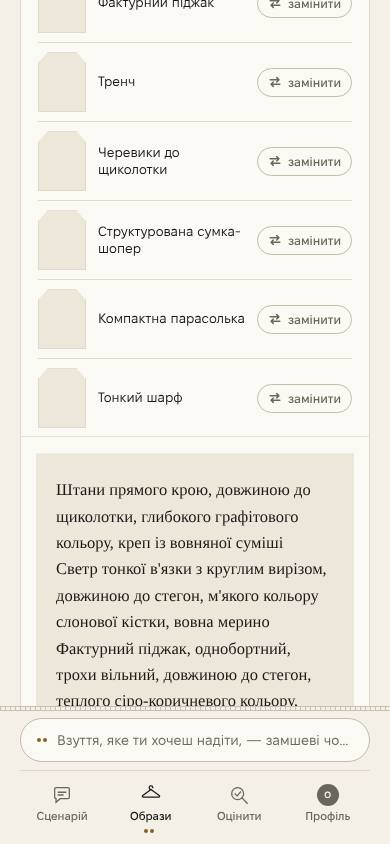 Фактурний піджак
замінити
Тренч
замінити
Черевики до
щиколотки
замінити
Структурована сумка-
шопер
замінити
Компактна парасолька
замінити
Тонкий шарф
замінити
Штани прямого крою, довжиною до
щиколотки, глибокого графітового
кольору, креп із вовняної суміші
Светр тонкої в'язки з круглим вирізом,
довжиною до стегон, м'якого кольору
слонової кістки, вовна мерино
Фактурний піджак, однобортний,
трохи вільний, довжиною до стегон,
теплого сіро-коричневого кольору,
Взуття, яке ти хочеш надіти, — замшеві чо...
Сценарій
Образи
Оцінити
О
Профіль